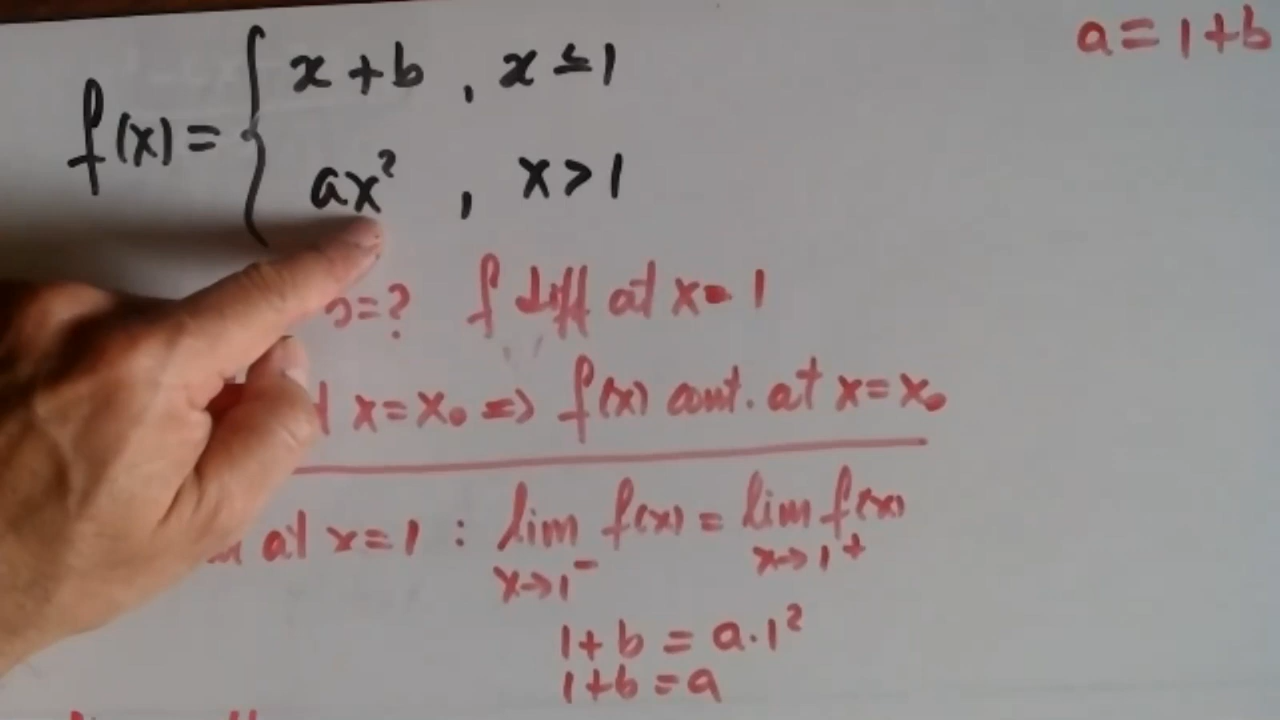 a = 1 + b
f(x) = { x + b , x ≤ 1
ax² , x > 1
=? f diff at x = 1
x = x₀ => f(x) cont. at x = x₀
at x = 1 : lim f(x) = lim f(x)
x→1⁻ x→1⁺
1 + b = a · 1²
1 + b = a